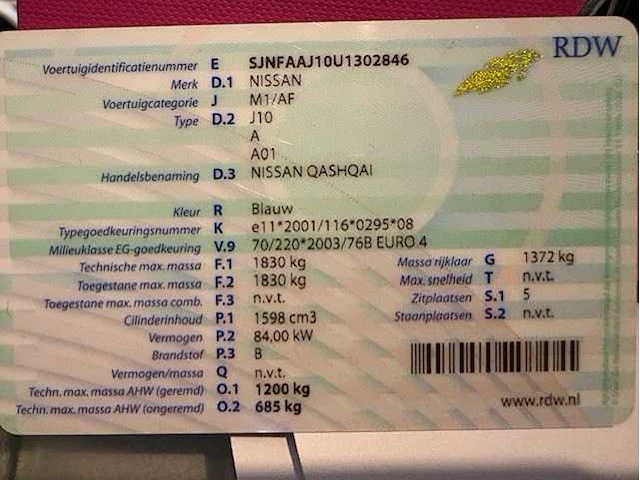 RDW
Voertuigidentificatienummer E SJNFAAJ10U1302846
Merk D.1 NISSAN
Voertuigcategorie J M1/AF
Type D.2 J10
A
A01
Handelsbenaming D.3 NISSAN QASHQAI
Kleur R Blauw
Typegoedkeuringsnummer K e11*2001/116*0295*08
Milieuklasse EG-goedkeuring V.9 70/220*2003/76B EURO 4
Technische max. massa F.1 1830 kg Massa rijklaar G 1372 kg
Toegestane max. massa F.2 1830 kg Max. snelheid T n.v.t.
Toegestane max. massa comb. F.3 n.v.t. Zitplaatsen S.1 5
Cilinderinhoud P.1 1598 cm3 Staanplaatsen S.2 n.v.t.
Vermogen P.2 84,00 kW
Brandstof P.3 B
Vermogen/massa Q n.v.t.
Techn. max. massa AHW (geremd) O.1 1200 kg
Techn. max. massa AHW (ongeremd) O.2 685 kg
www.rdw.nl